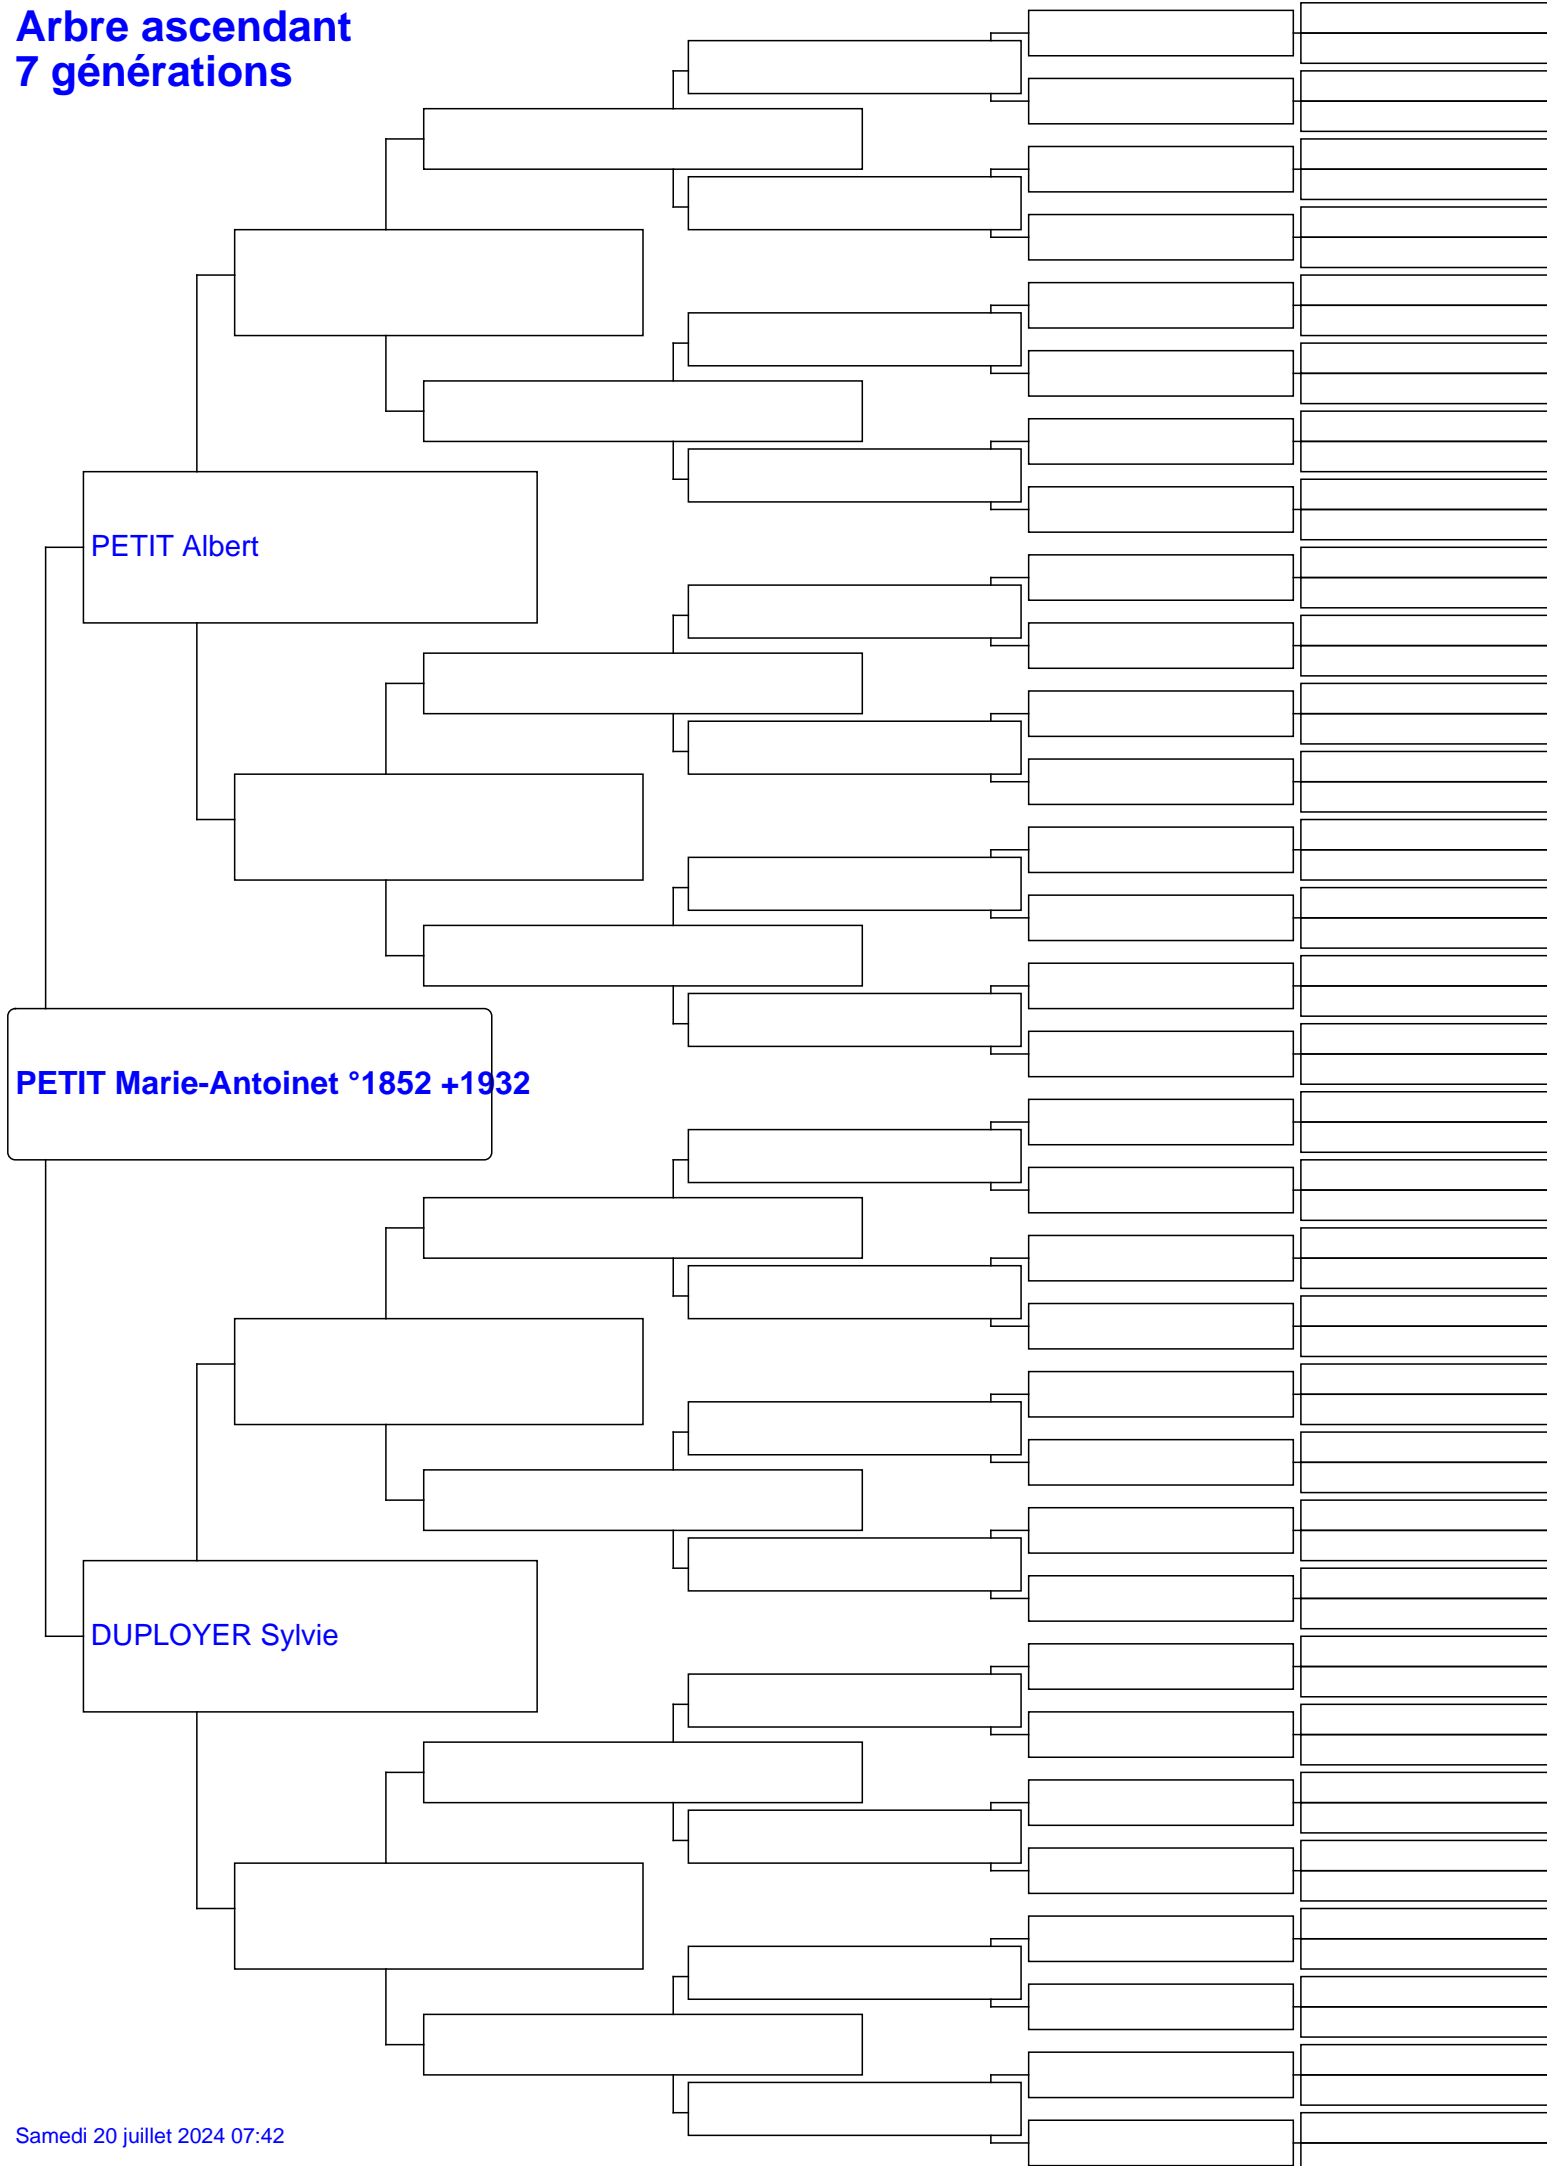 Arbre ascendant
7 générations
PETIT Albert
PETIT Marie-Antoinet °1852 +1932
DUPLOYER Sylvie
Samedi 20 juillet 2024 07:42